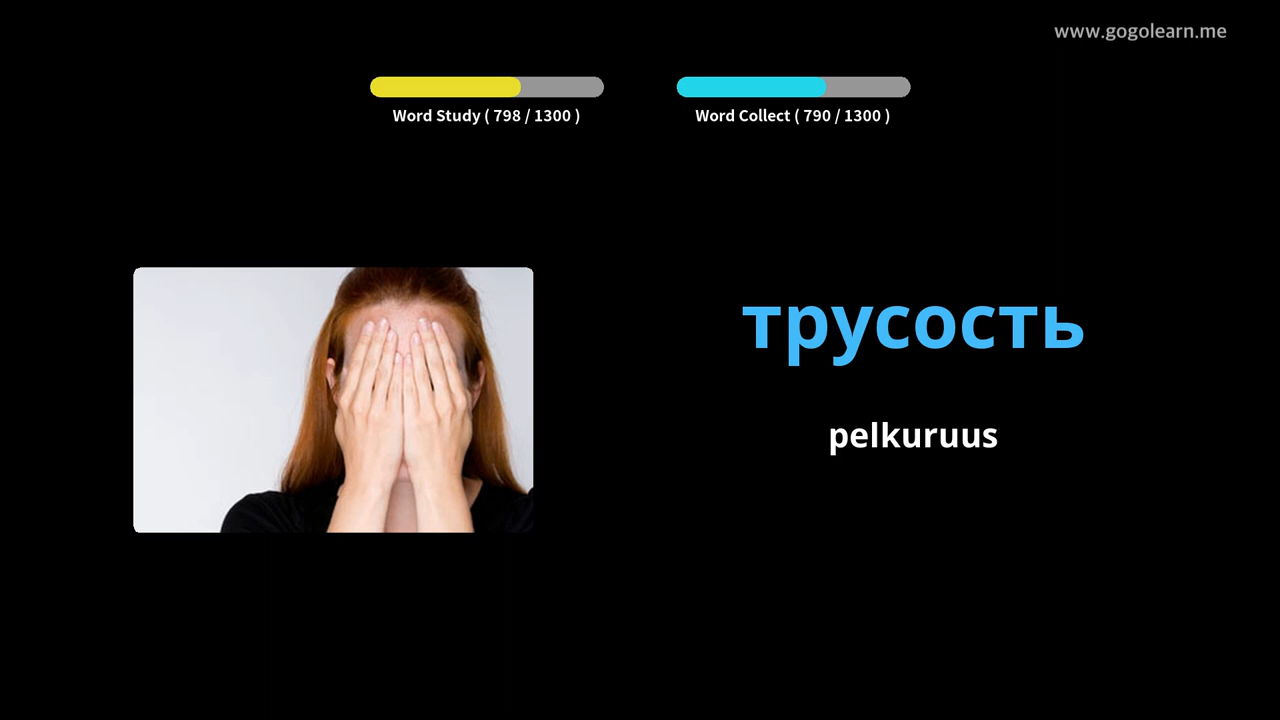 www.gogolearn.me
Word Study ( 798 / 1300 )
Word Collect ( 790 / 1300 )
трусость
pelkuruus